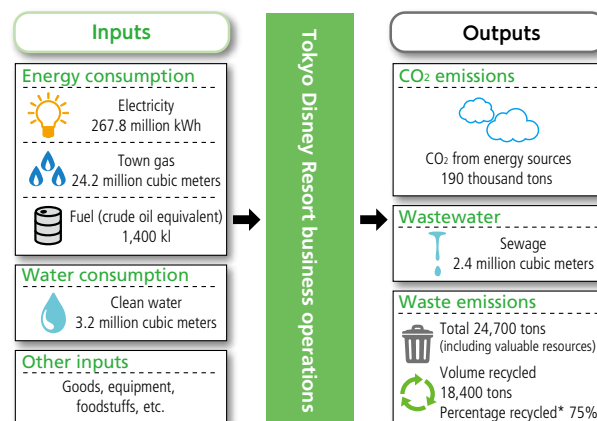 Inputs
Energy consumption
Electricity
267.8 million kWh
Town gas
24.2 million cubic meters
Fuel (crude oil equivalent)
1,400 kl
Water consumption
Clean water
3.2 million cubic meters
Other inputs
Goods, equipment,
foodstuffs, etc.
Tokyo Disney Resort business operations
Outputs
CO₂ emissions
CO₂ from energy sources
190 thousand tons
Wastewater
Sewage
2.4 million cubic meters
Waste emissions
Total 24,700 tons
(including valuable resources)
Volume recycled
18,400 tons
Percentage recycled* 75%